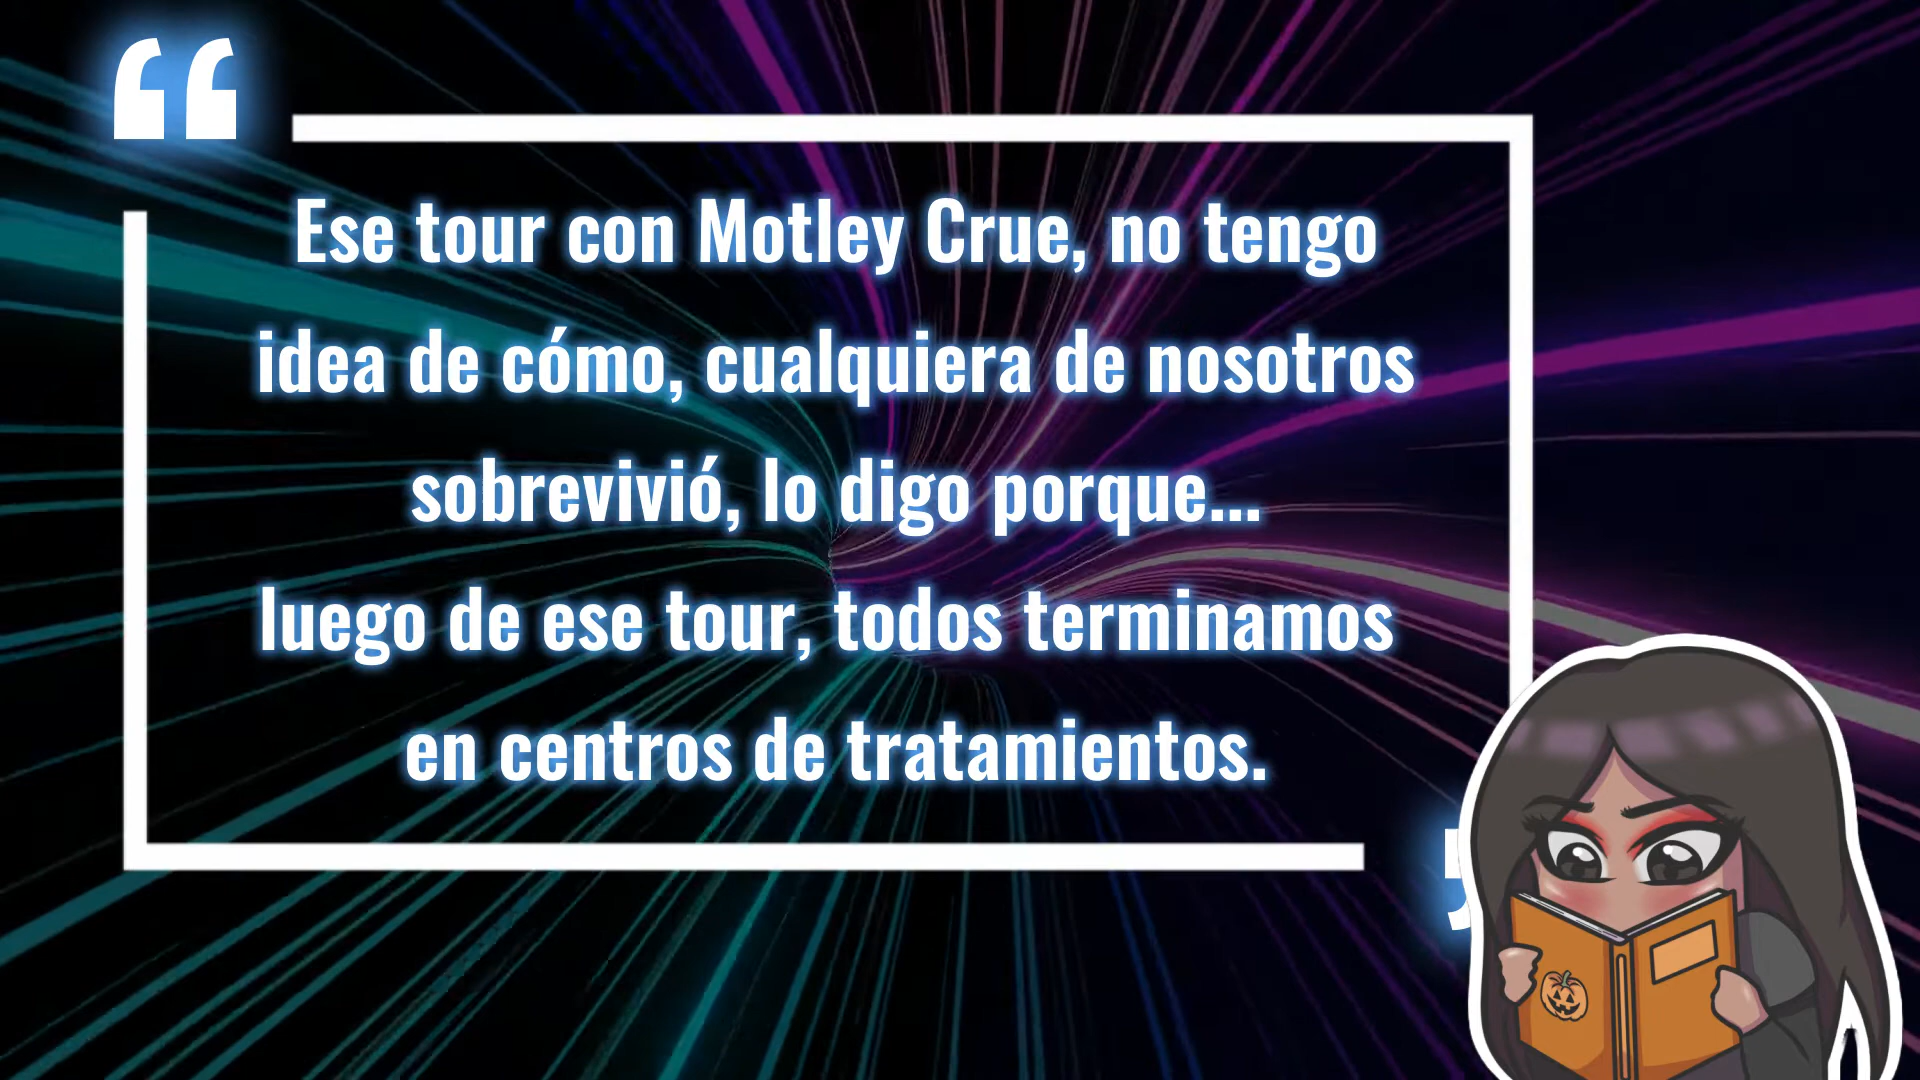 “
Ese tour con Motley Crue, no tengo
idea de cómo, cualquiera de nosotros
sobrevivió, lo digo porque...
luego de ese tour, todos terminamos
en centros de tratamientos.